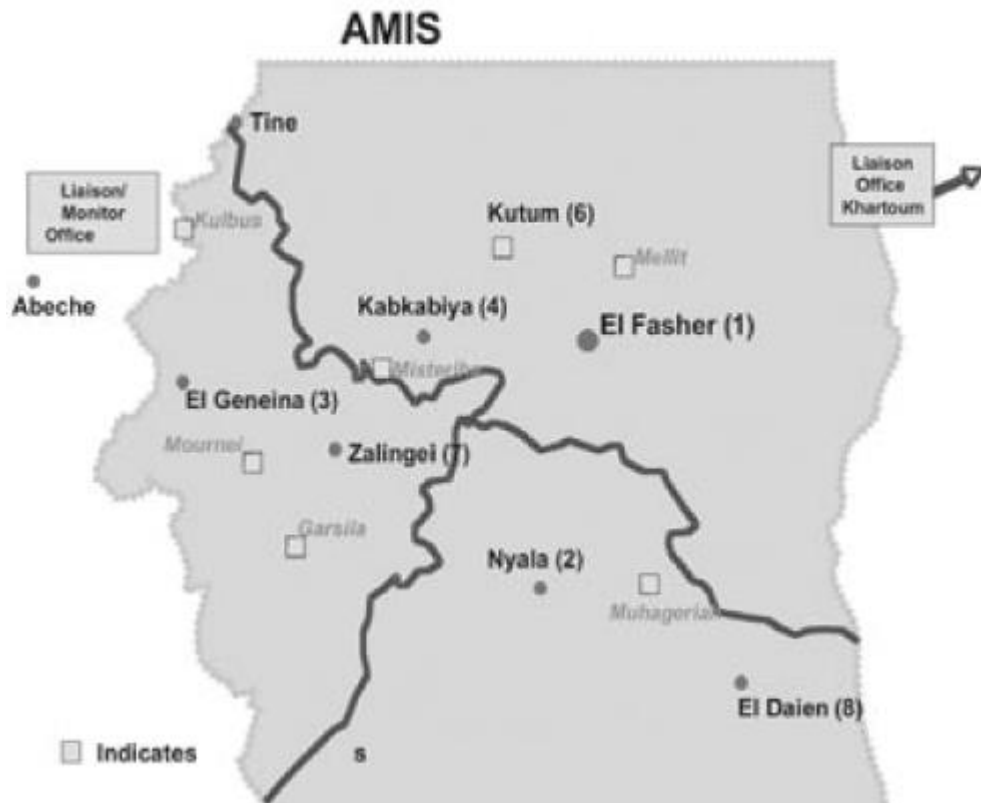 AMIS
Tine
Liaison/
Monitor
Office
Liaison
Office
Khartoum
Kulbus
Kutum (6)
Mellit
Abeche
Kabkabiya (4)
El Fasher (1)
El Geneina (3)
Mournei
Zalingei (7)
Garsila
Nyala (2)
El Daien (8)
Indicates
s